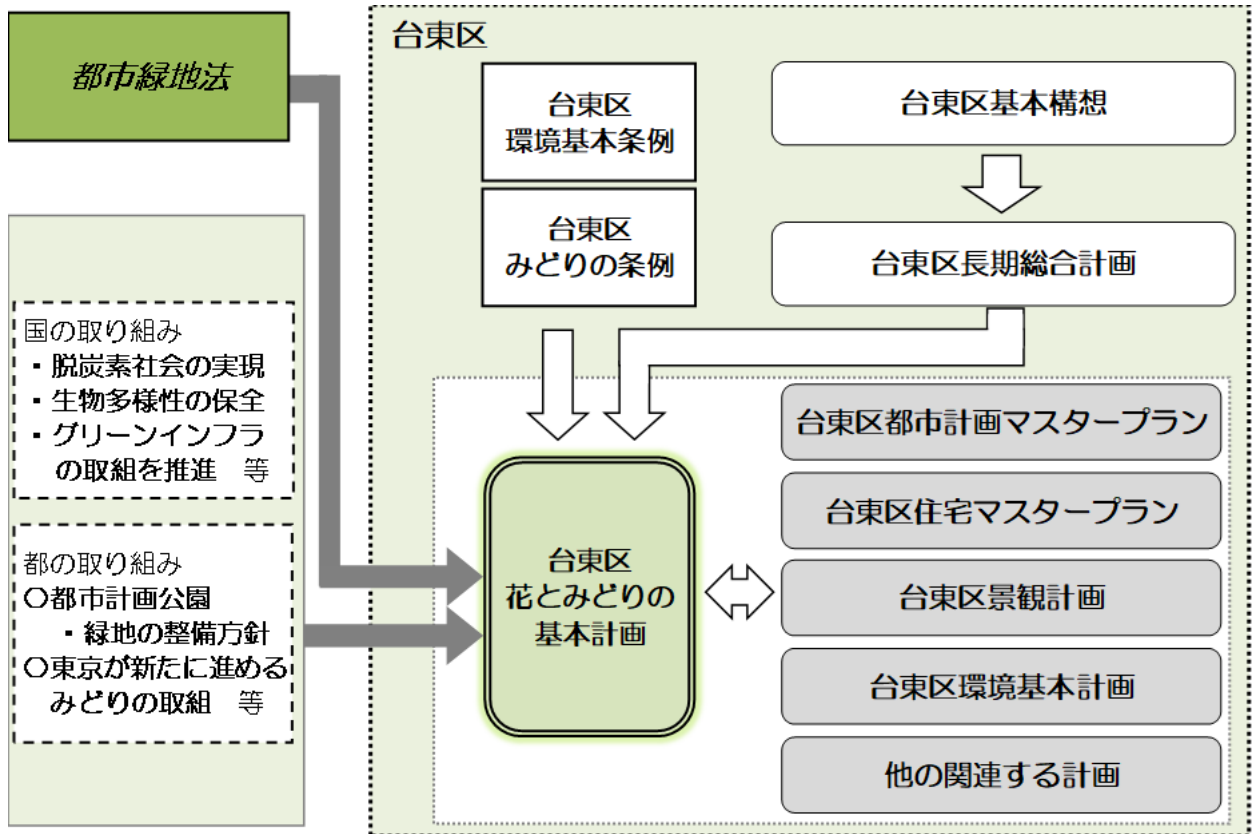 都市緑地法
国の取り組み
・脱炭素社会の実現
・生物多様性の保全
・グリーンインフラ
の取組を推進 等
都の取り組み
〇都市計画公園
・緑地の整備方針
〇東京が新たに進める
みどりの取組 等
台東区
台東区
環境基本条例
台東区
みどりの条例
台東区基本構想
台東区長期総合計画
台東区
花とみどりの
基本計画
台東区都市計画マスタープラン
台東区住宅マスタープラン
台東区景観計画
台東区環境基本計画
他の関連する計画